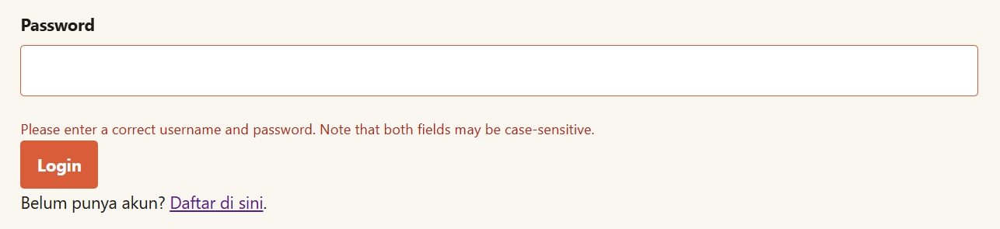 Password
Please enter a correct username and password. Note that both fields may be case-sensitive.
Login
Belum punya akun? Daftar di sini.